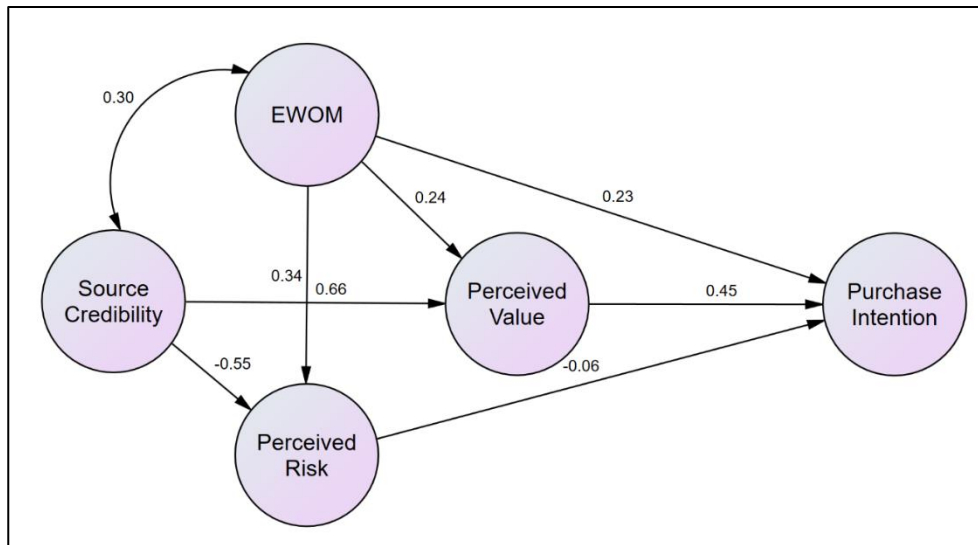 0.30
EWOM
0.24
0.23
Source
Credibility
0.34
0.66
Perceived
Value
0.45
Purchase
Intention
-0.55
-0.06
Perceived
Risk